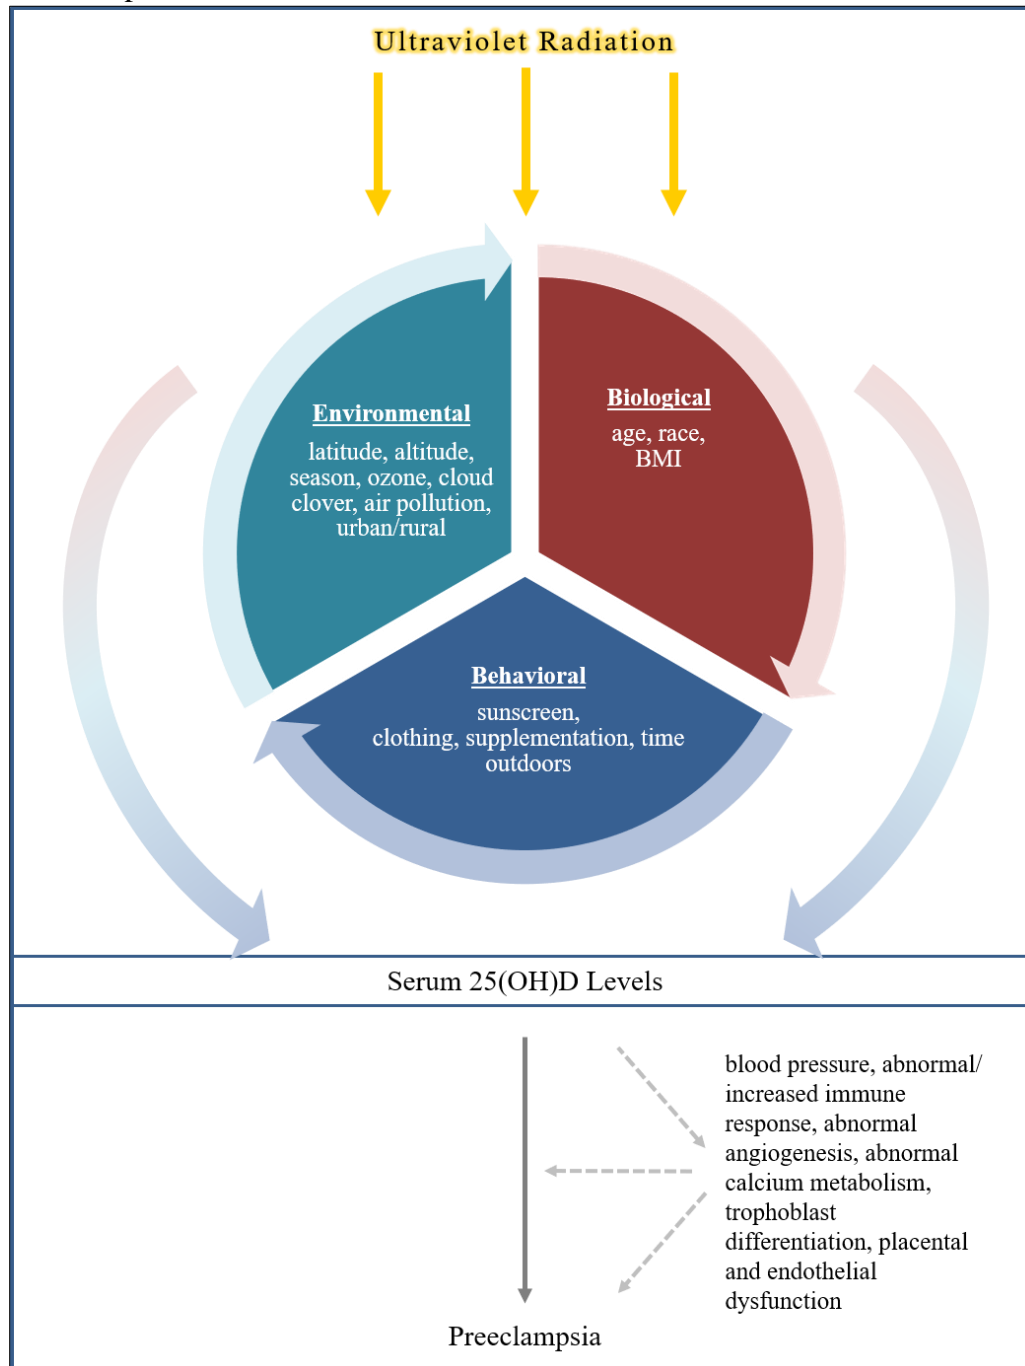 Ultraviolet Radiation
Environmental
latitude, altitude,
season, ozone, cloud
clover, air pollution,
urban/rural
Biological
age, race,
BMI
Behavioral
sunscreen,
clothing, supplementation, time
outdoors
Serum 25(OH)D Levels
blood pressure, abnormal/
increased immune
response, abnormal
angiogenesis, abnormal
calcium metabolism,
trophoblast
differentiation, placental
and endothelial
dysfunction
Preeclampsia